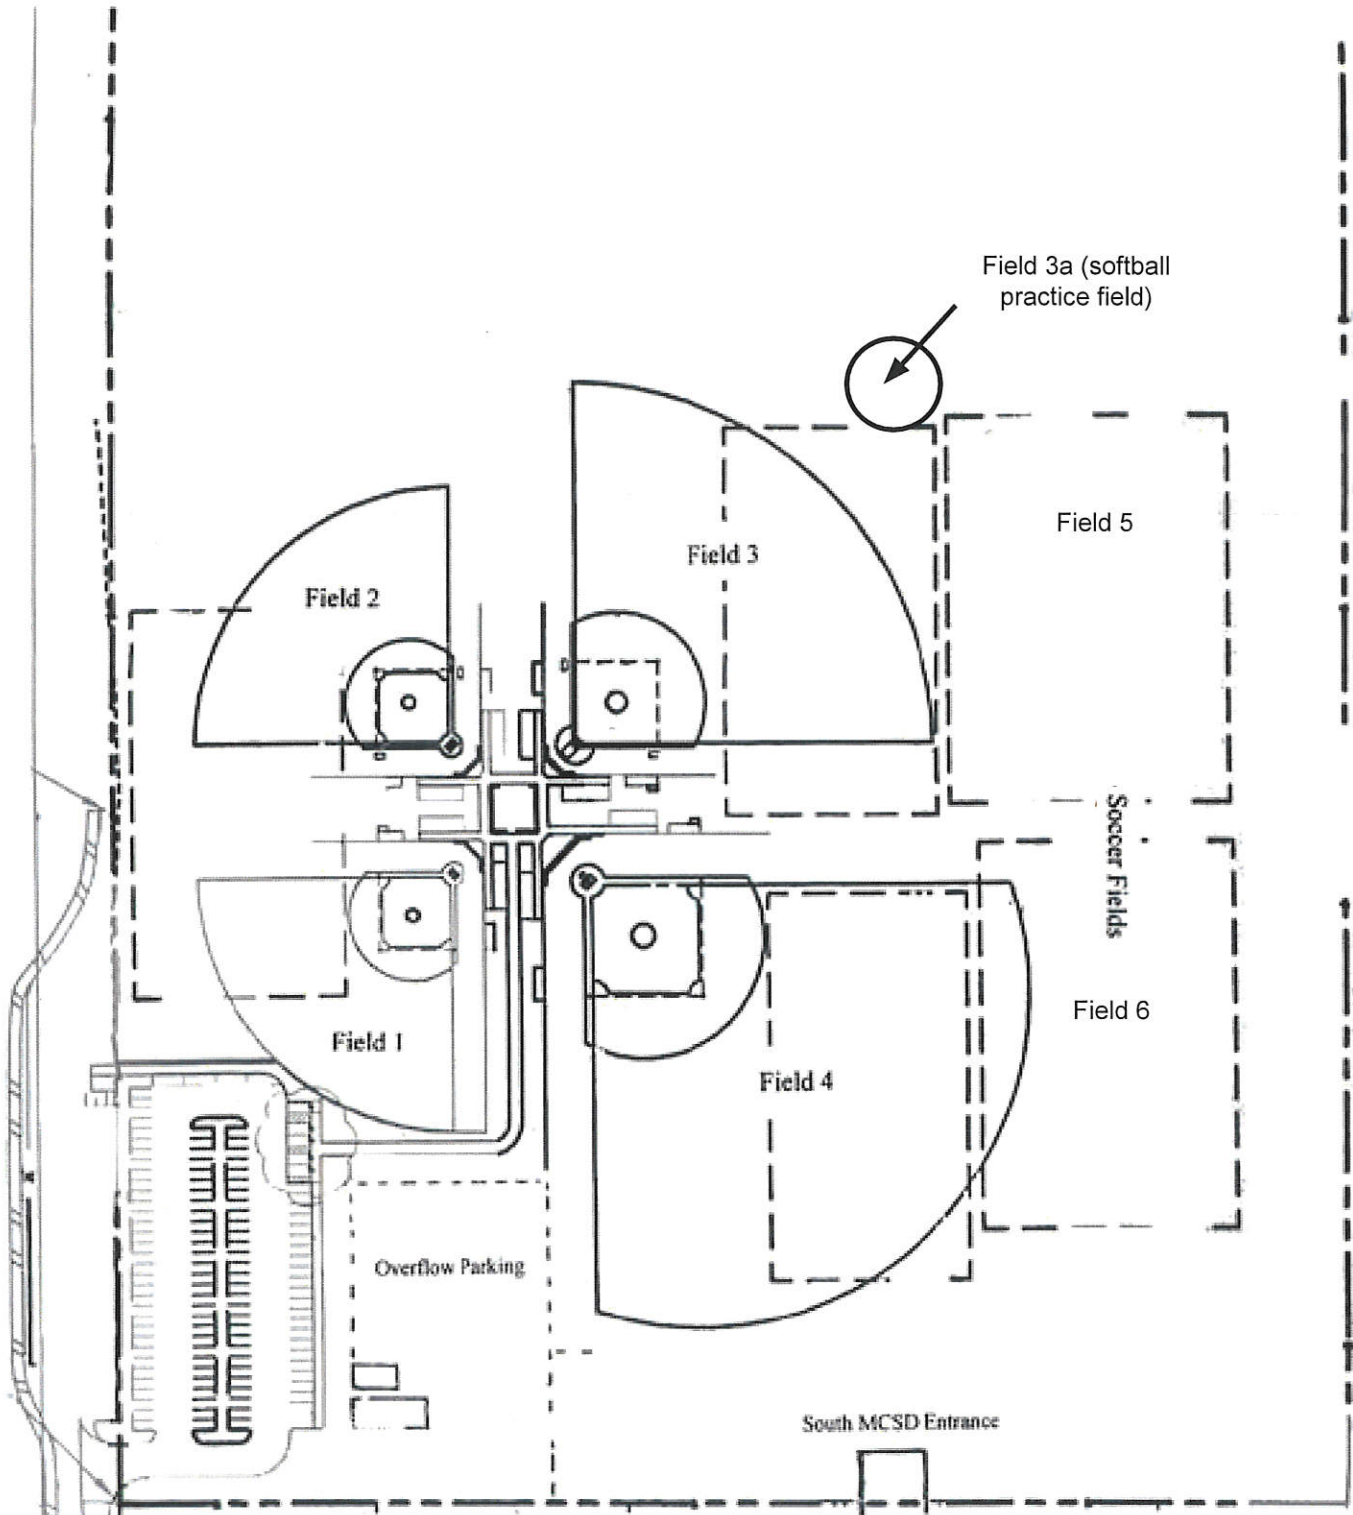 Field 3a (softball
practice field)
Field 5
Field 3
Field 2
Soccer Fields
Field 6
Field 1
Field 4
Overflow Parking
South MCSD Entrance